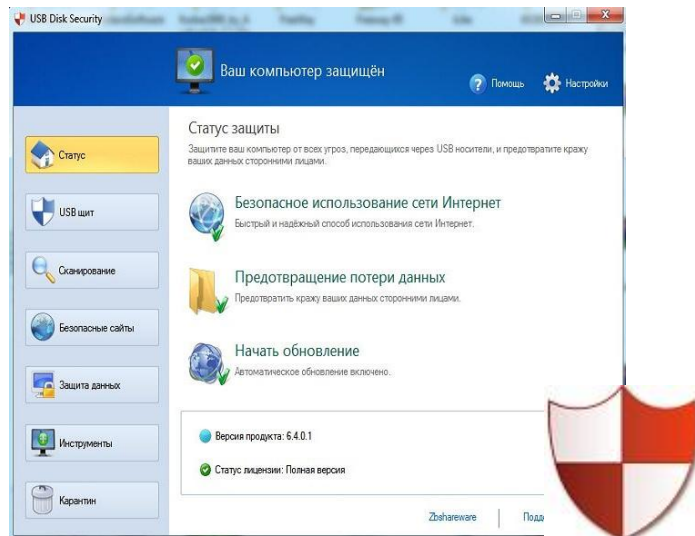 USB Disk Security
Ваш компьютер защищён
Помощь
Настройки
Статус
USB щит
Сканирование
Безопасные сайты
Защита данных
Инструменты
Карантин
Статус защиты
Защитите ваш компьютер от всех угроз, передающихся через USB носители, и предотвратите кражу
ваших данных сторонними лицами.
Безопасное использование сети Интернет
Быстрый и надёжный способ использования сети Интернет.
Предотвращение потери данных
Предотвратить кражу ваших данных сторонними лицами.
Начать обновление
Автоматическое обновление включено.
Версия продукта: 6.4.0.1
Статус лицензии: Полная версия
Zbshareware